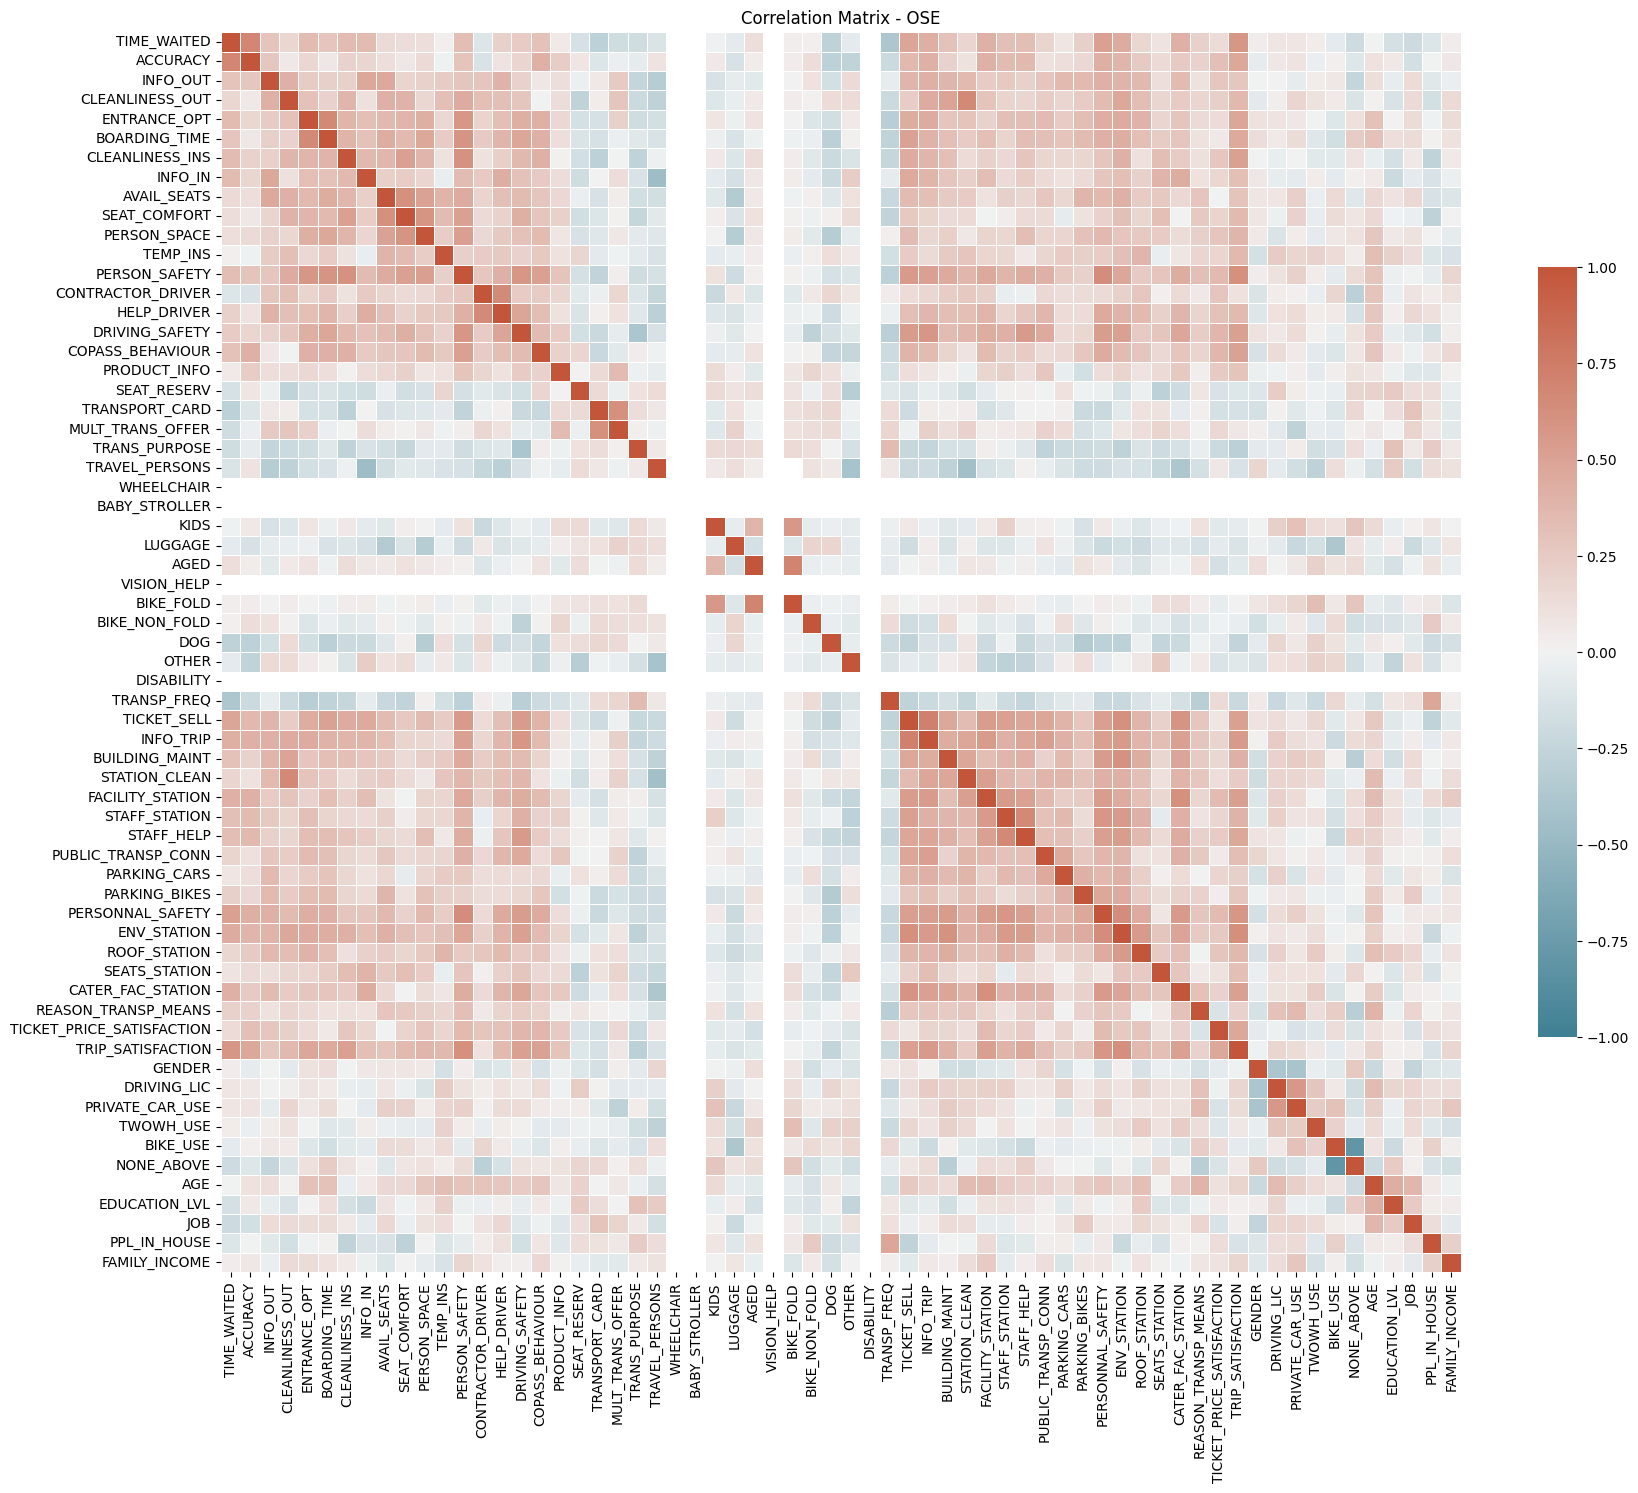 Correlation Matrix - OSE
TIME_WAITED
ACCURACY
INFO_OUT
CLEANLINESS_OUT
ENTRANCE_OPT
BOARDING_TIME
CLEANLINESS_INS
INFO_IN
AVAIL_SEATS
SEAT_COMFORT
PERSON_SPACE
TEMP_INS
PERSON_SAFETY
CONTRACTOR_DRIVER
HELP_DRIVER
DRIVING_SAFETY
COPASS_BEHAVIOUR
PRODUCT_INFO
SEAT_RESERV
TRANSPORT_CARD
MULT_TRANS_OFFER
TRANS_PURPOSE
TRAVEL_PERSONS
WHEELCHAIR
BABY_STROLLER
KIDS
LUGGAGE
AGED
VISION_HELP
BIKE_FOLD
BIKE_NON_FOLD
DOG
OTHER
DISABILITY
TRANSP_FREQ
TICKET_SELL
INFO_TRIP
BUILDING_MAINT
STATION_CLEAN
FACILITY_STATION
STAFF_STATION
STAFF_HELP
PUBLIC_TRANSP_CONN
PARKING_CARS
PARKING_BIKES
PERSONNAL_SAFETY
ENV_STATION
ROOF_STATION
SEATS_STATION
CATER_FAC_STATION
REASON_TRANSP_MEANS
TICKET_PRICE_SATISFACTION
TRIP_SATISFACTION
GENDER
DRIVING_LIC
PRIVATE_CAR_USE
TWOWH_USE
BIKE_USE
NONE_ABOVE
AGE
EDUCATION_LVL
JOB
PPL_IN_HOUSE
FAMILY_INCOME
TIME_WAITED
ACCURACY
INFO_OUT
CLEANLINESS_OUT
ENTRANCE_OPT
BOARDING_TIME
CLEANLINESS_INS
INFO_IN
AVAIL_SEATS
SEAT_COMFORT
PERSON_SPACE
TEMP_INS
PERSON_SAFETY
CONTRACTOR_DRIVER
HELP_DRIVER
DRIVING_SAFETY
COPASS_BEHAVIOUR
PRODUCT_INFO
SEAT_RESERV
TRANSPORT_CARD
MULT_TRANS_OFFER
TRANS_PURPOSE
TRAVEL_PERSONS
WHEELCHAIR
BABY_STROLLER
KIDS
LUGGAGE
AGED
VISION_HELP
BIKE_FOLD
BIKE_NON_FOLD
DOG
OTHER
DISABILITY
TRANSP_FREQ
TICKET_SELL
INFO_TRIP
BUILDING_MAINT
STATION_CLEAN
FACILITY_STATION
STAFF_STATION
STAFF_HELP
PUBLIC_TRANSP_CONN
PARKING_CARS
PARKING_BIKES
PERSONNAL_SAFETY
ENV_STATION
ROOF_STATION
SEATS_STATION
CATER_FAC_STATION
REASON_TRANSP_MEANS
TICKET_PRICE_SATISFACTION
TRIP_SATISFACTION
GENDER
DRIVING_LIC
PRIVATE_CAR_USE
TWOWH_USE
BIKE_USE
NONE_ABOVE
AGE
EDUCATION_LVL
JOB
PPL_IN_HOUSE
FAMILY_INCOME
1.00
0.75
0.50
0.25
0.00
−0.25
−0.50
−0.75
−1.00